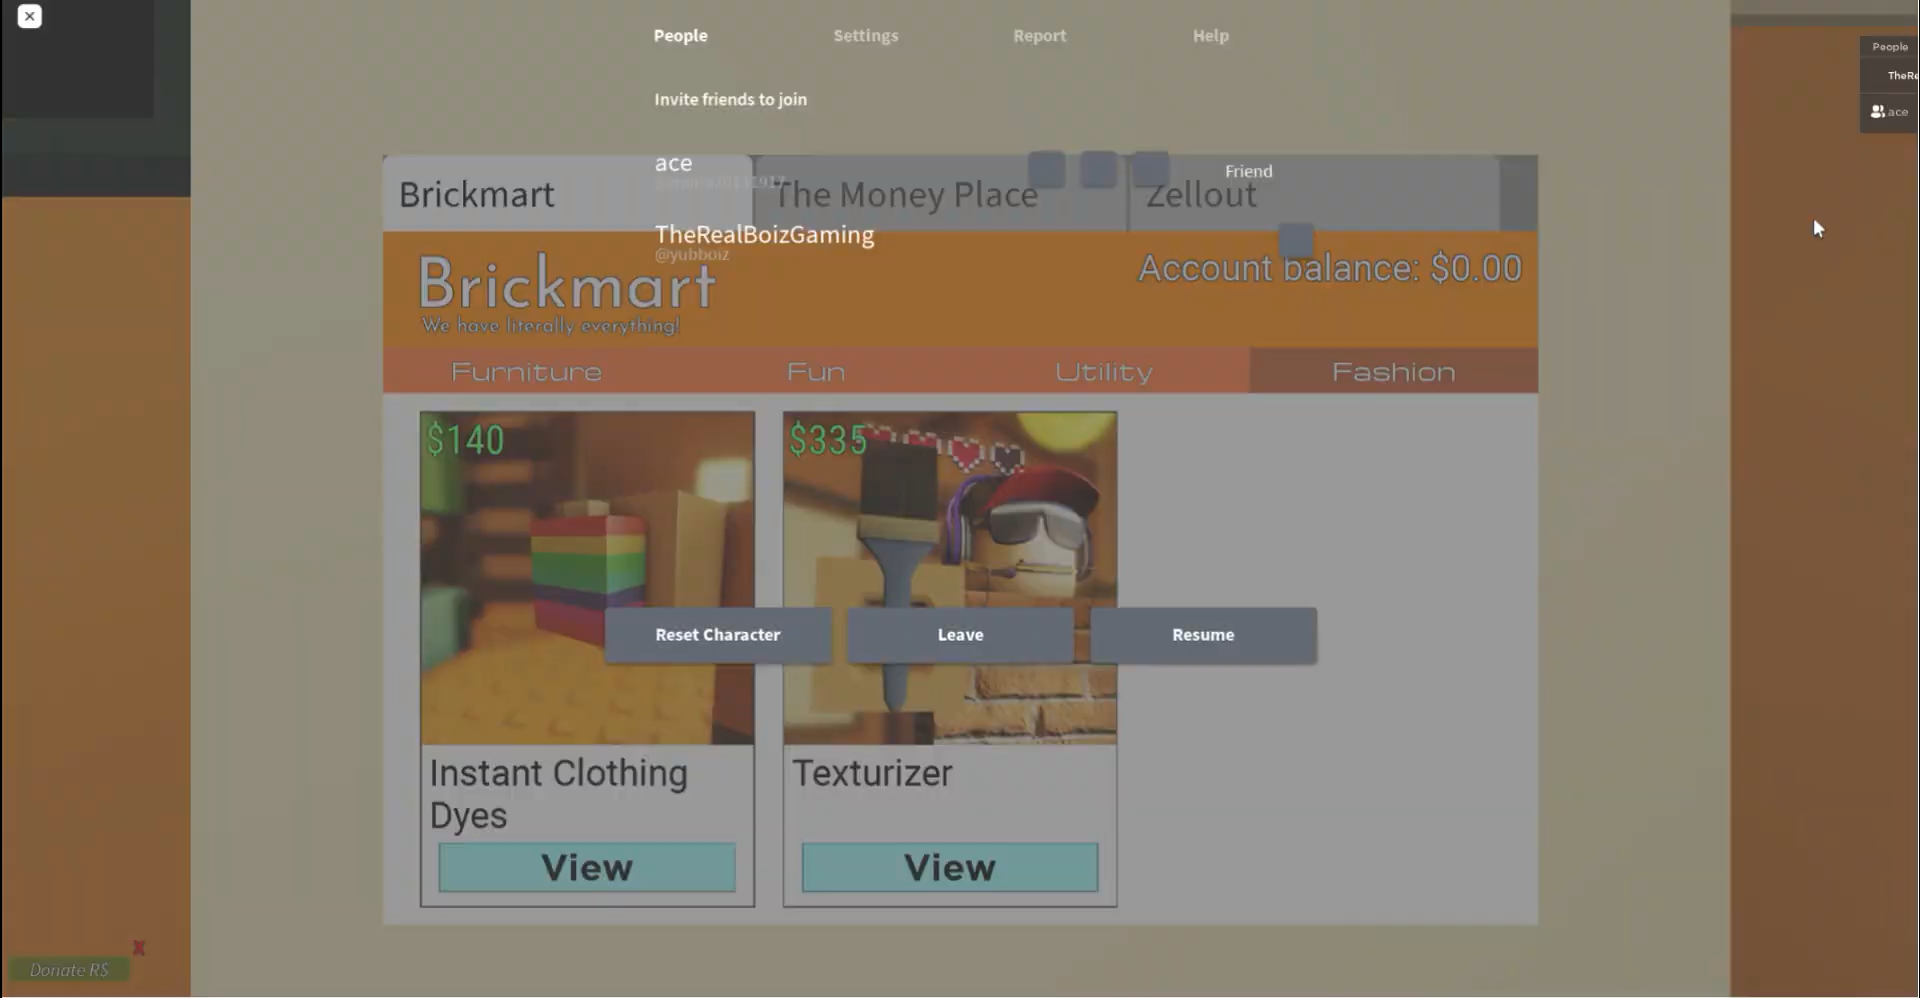 People Settings Report Help
People
Invite friends to join
TheRe
ace
ace
Friend
Brickmart The Money Place Zellout
TheRealBoizGaming
@yubboiz
Brickmart
We have literally everything!
Account balance: $0.00
Furniture Fun Utility Fashion
$140 $335
Reset Character Leave Resume
Instant Clothing
Dyes
Texturizer
View View
X
Donate R$